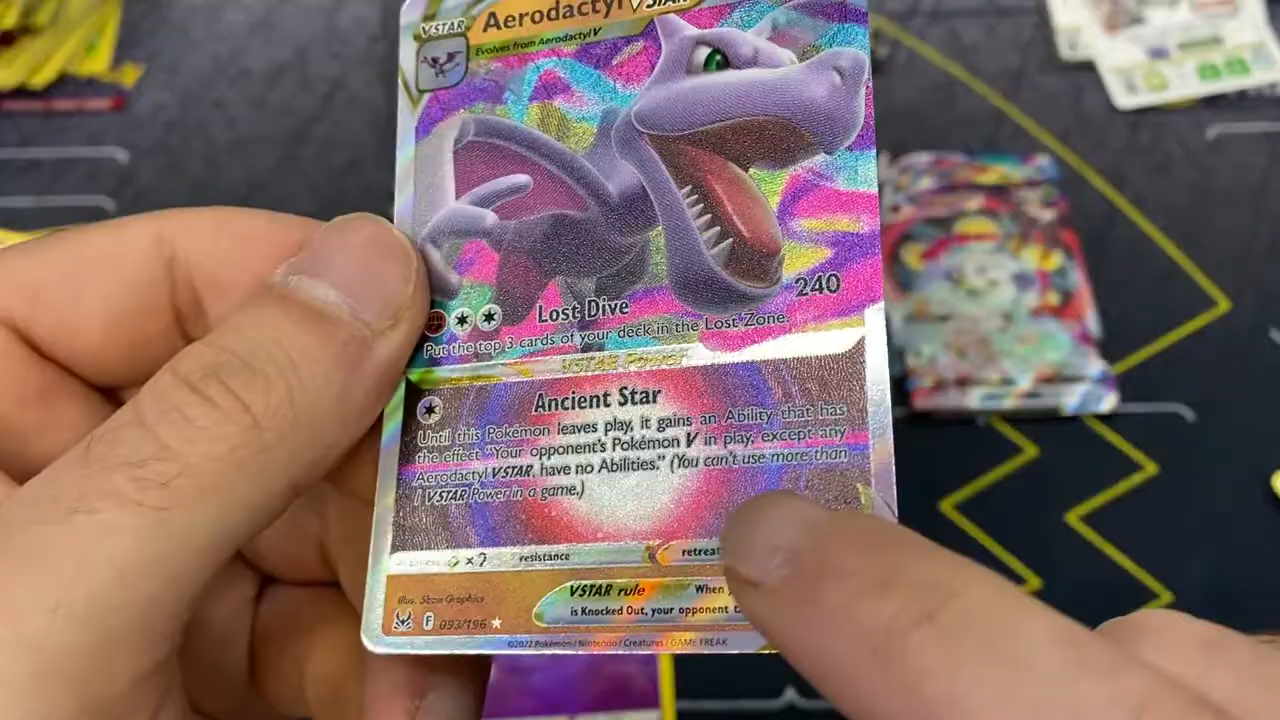 VSTAR Aerodactyl VSTAR
Evolves from Aerodactyl V
Lost Dive 240
Put the top 3 cards of your deck in the Lost Zone.
VSTAR Power
Ancient Star
Until this Pokémon leaves play, it gains an Ability that has
the effect "Your opponent's Pokémon V in play, except any
Aerodactyl VSTAR, have no Abilities." (You can't use more than
1 VSTAR Power in a game.)
×2 resistance retreat
VSTAR rule When
is Knocked Out, your opponent
Illus. 5ban Graphics
F 093/196
©2022 Pokémon / Nintendo / Creatures / GAME FREAK